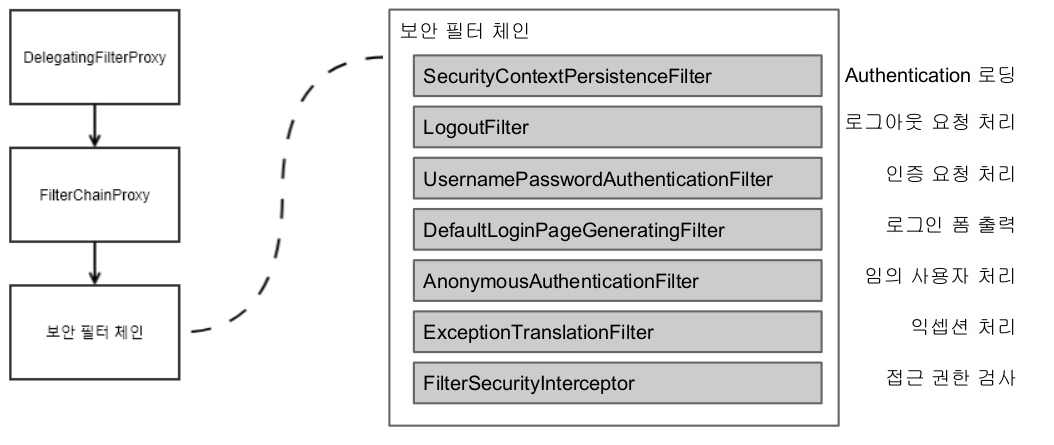 DelegatingFilterProxy
FilterChainProxy
보안 필터 체인
보안 필터 체인
SecurityContextPersistenceFilter
Authentication 로딩
LogoutFilter
로그아웃 요청 처리
UsernamePasswordAuthenticationFilter
인증 요청 처리
DefaultLoginPageGeneratingFilter
로그인 폼 출력
AnonymousAuthenticationFilter
임의 사용자 처리
ExceptionTranslationFilter
익셉션 처리
FilterSecurityInterceptor
접근 권한 검사